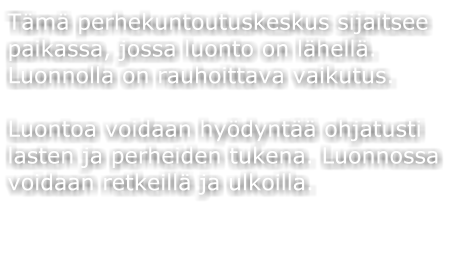 Tämä perhekuntoutuskeskus sijaitsee
paikassa, jossa luonto on lähellä.
Luonnolla on rauhoittava vaikutus.
Luontoa voidaan hyödyntää ohjatusti
lasten ja perheiden tukena. Luonnossa
voidaan retkeillä ja ulkoilla.